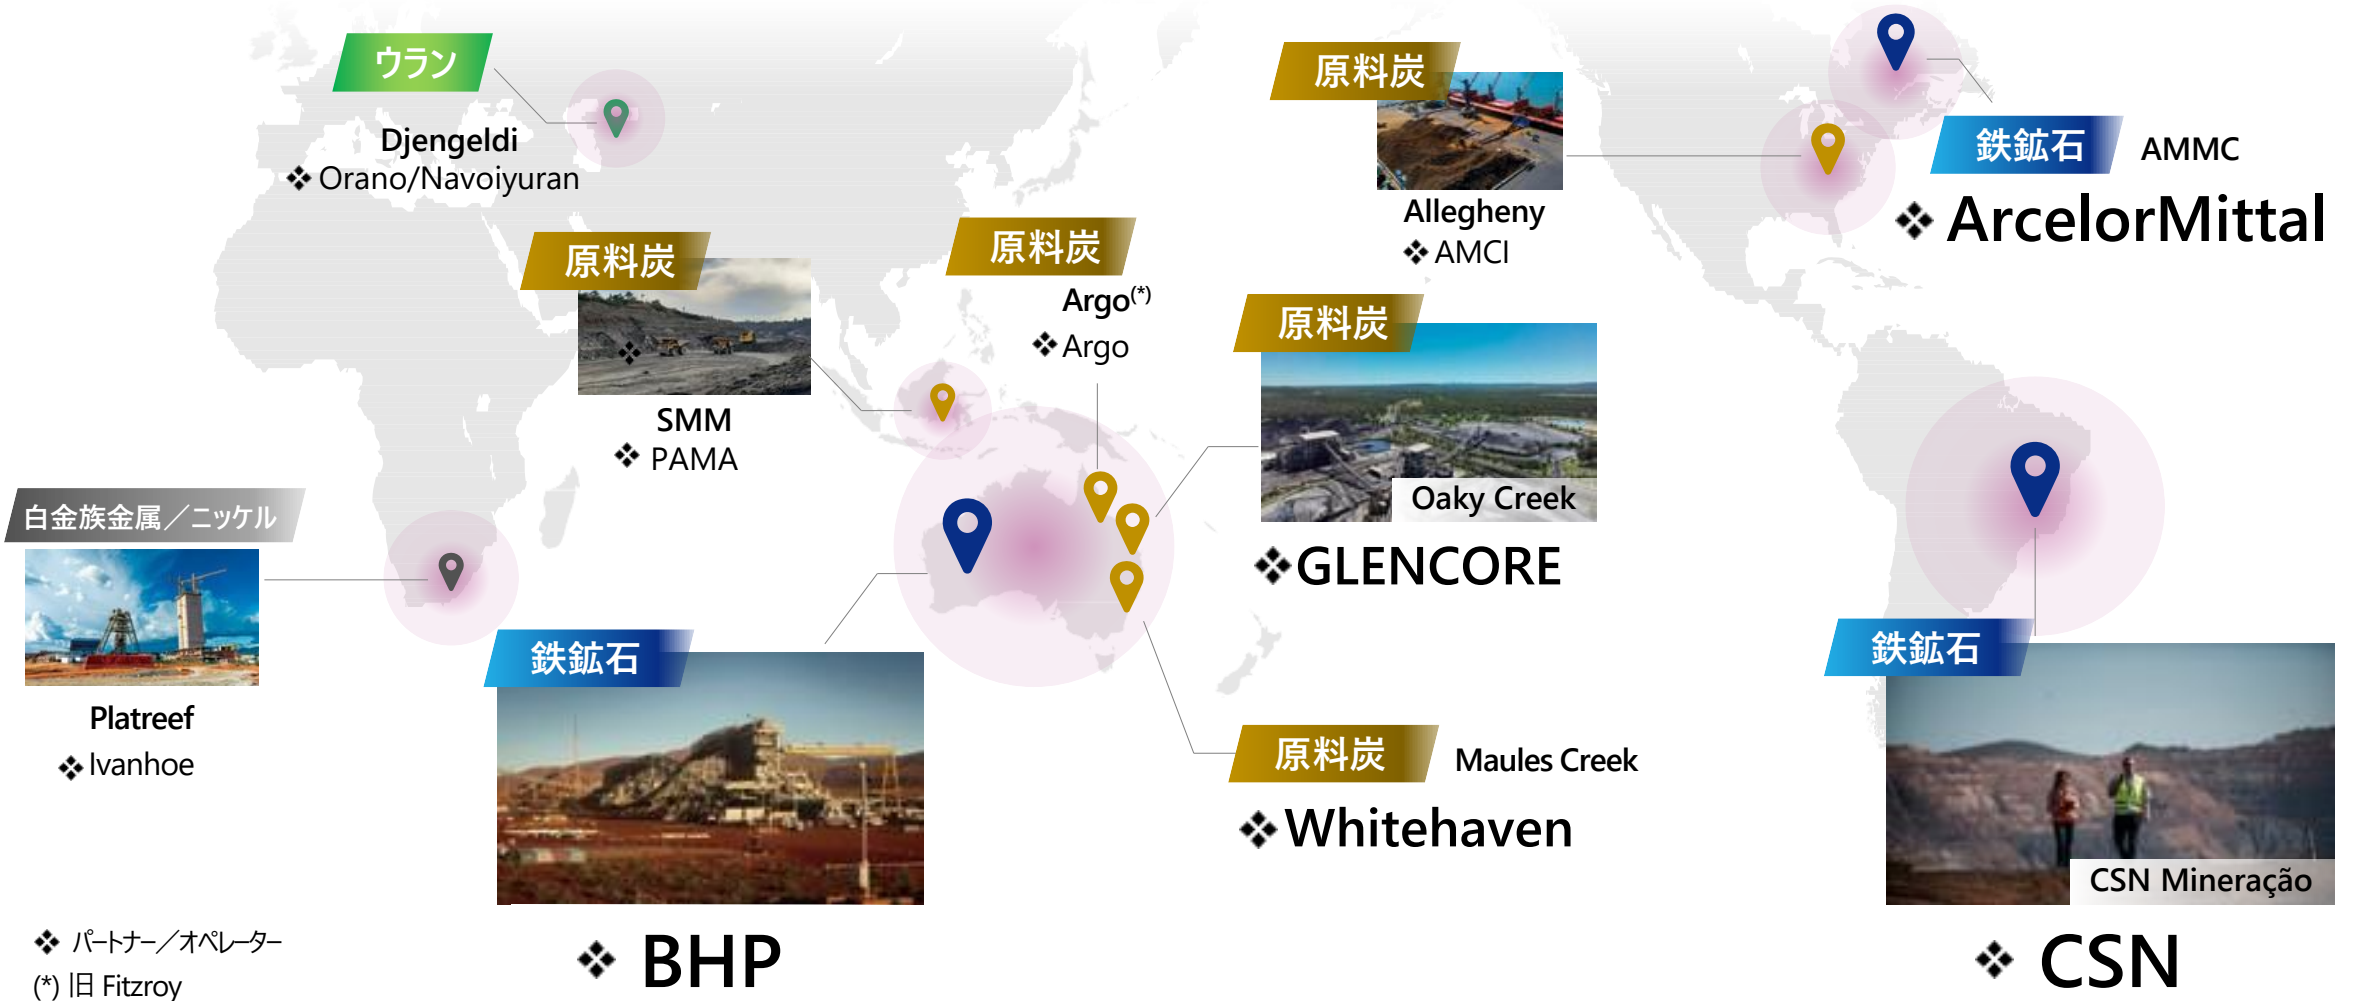 ウラン
Djengeldi
❖ Orano/Navoiyuran
原料炭
SMM
❖ PAMA
原料炭
Argo(*)
❖ Argo
原料炭
Allegheny
❖ AMCI
鉄鉱石 AMMC
❖ ArcelorMittal
原料炭
Oaky Creek
❖GLENCORE
白金族金属／ニッケル
Platreef
❖ Ivanhoe
鉄鉱石
❖ BHP
原料炭 Maules Creek
❖Whitehaven
鉄鉱石
CSN Mineração
❖ CSN
❖ パートナー／オペレーター
(*) 旧 Fitzroy